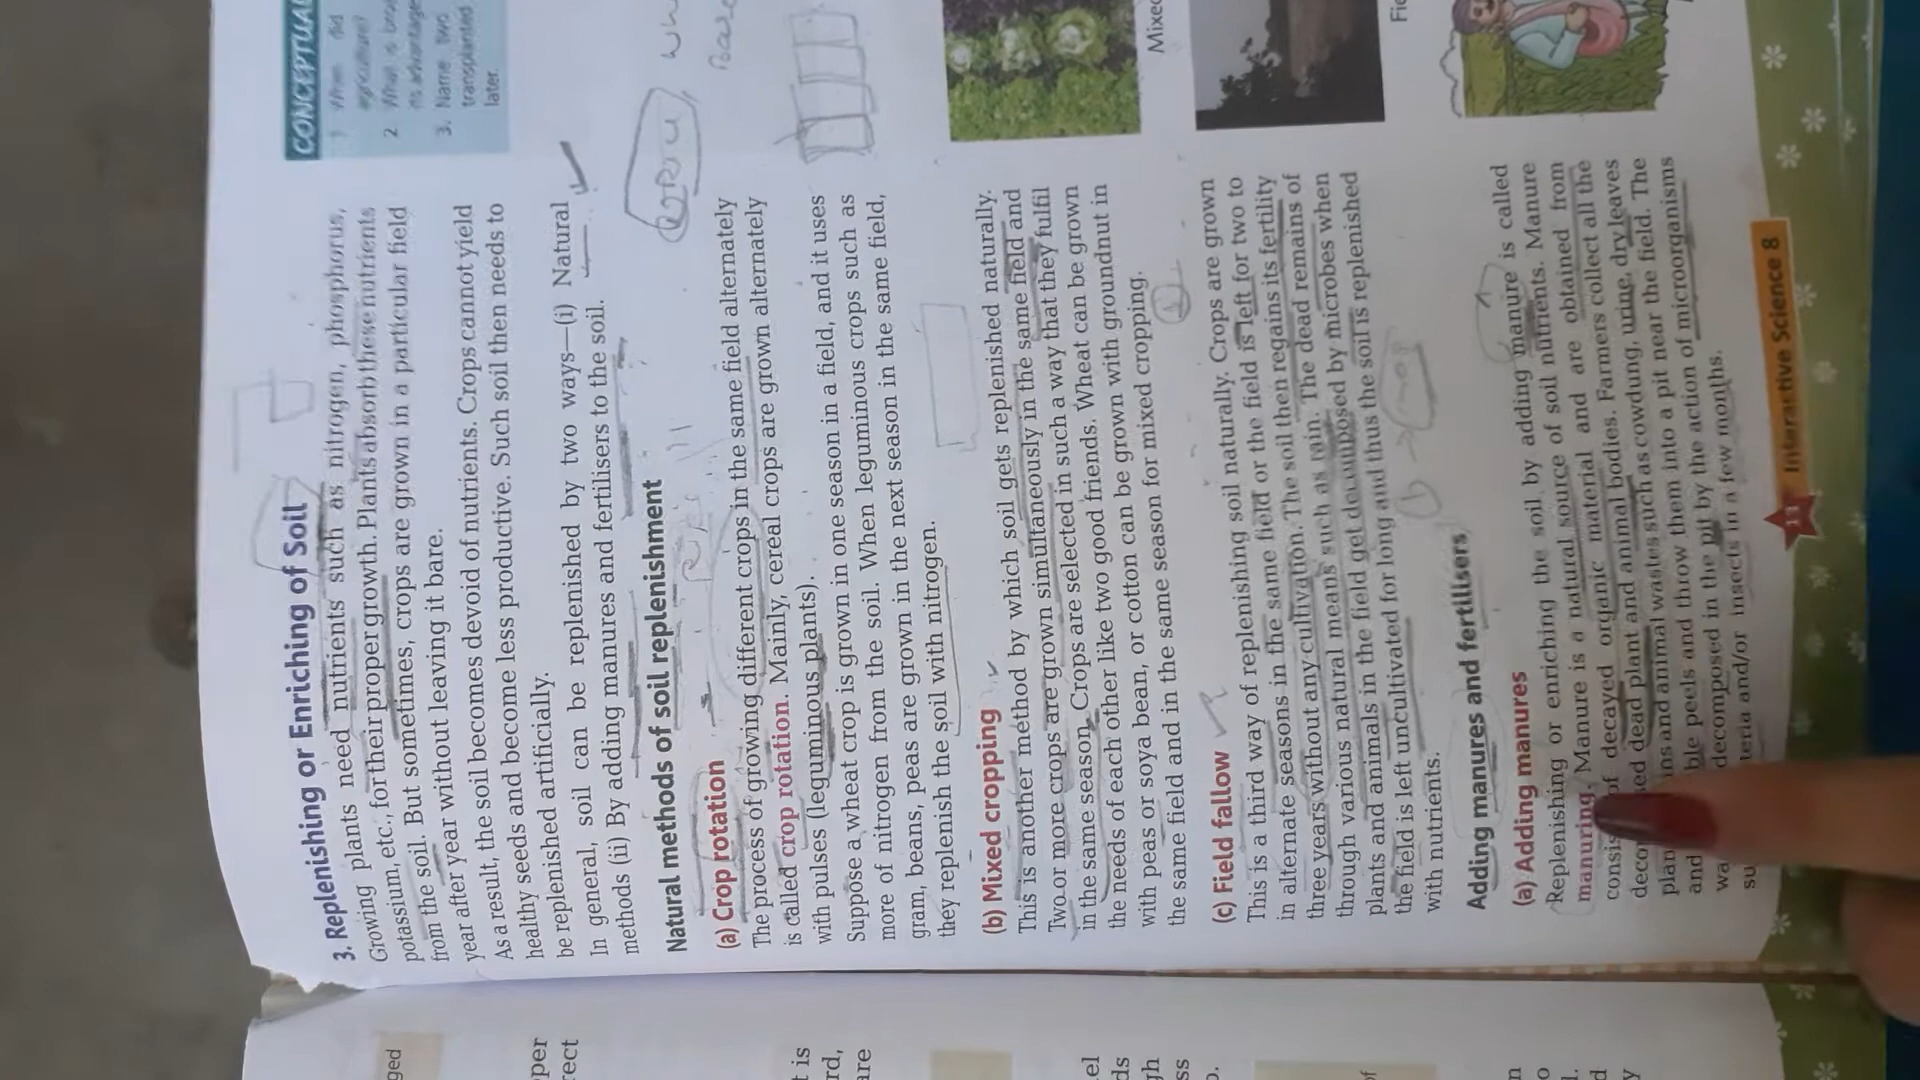 3. Replenishing or Enriching of Soil
Growing plants need nutrients such as nitrogen, phosphorus,
potassium, etc., for their proper growth. Plants absorb these nutrients
from the soil. But sometimes, crops are grown in a particular field
year after year without leaving it bare.
As a result, the soil becomes devoid of nutrients. Crops cannot yield
healthy seeds and become less productive. Such soil then needs to
be replenished artificially.
In general, soil can be replenished by two ways—(i) Natural
methods (ii) By adding manures and fertilisers to the soil.
Natural methods of soil replenishment
(a) Crop rotation
The process of growing different crops in the same field alternately
is called crop rotation. Mainly, cereal crops are grown alternately
with pulses (leguminous plants).
Suppose a wheat crop is grown in one season in a field, and it uses
more of nitrogen from the soil. When leguminous crops such as
gram, beans, peas are grown in the next season in the same field,
they replenish the soil with nitrogen.
(b) Mixed cropping
This is another method by which soil gets replenished naturally.
Two or more crops are grown simultaneously in the same field and
in the same season. Crops are selected in such a way that they fulfil
the needs of each other like two good friends. Wheat can be grown
with peas or soya bean, or cotton can be grown with groundnut in
the same field and in the same season for mixed cropping.
(c) Field fallow
This is a third way of replenishing soil naturally. Crops are grown
in alternate seasons in the same field or the field is left for two to
three years without any cultivation. The soil then regains its fertility
through various natural means such as rain. The dead remains of
plants and animals in the field get decomposed by microbes when
the field is left uncultivated for long and thus the soil is replenished
with nutrients.
Adding manures and fertilisers
(a) Adding manures
Replenishing or enriching the soil by adding manure is called
manuring. Manure is a natural source of soil nutrients. Manure
of decayed organic material and are obtained from
dead plant and animal bodies. Farmers collect all the
and animal wastes such as cowdung, urine, dry leaves
peels and throw them into a pit near the field. The
decomposed in the pit by the action of microorganisms
and/or insects in a few months.
11 Interactive Science 8
CONCEPTUAL
1. When did
agriculture?
2. What is
its advantage
3. Name two
transplanted
later.
Mixed